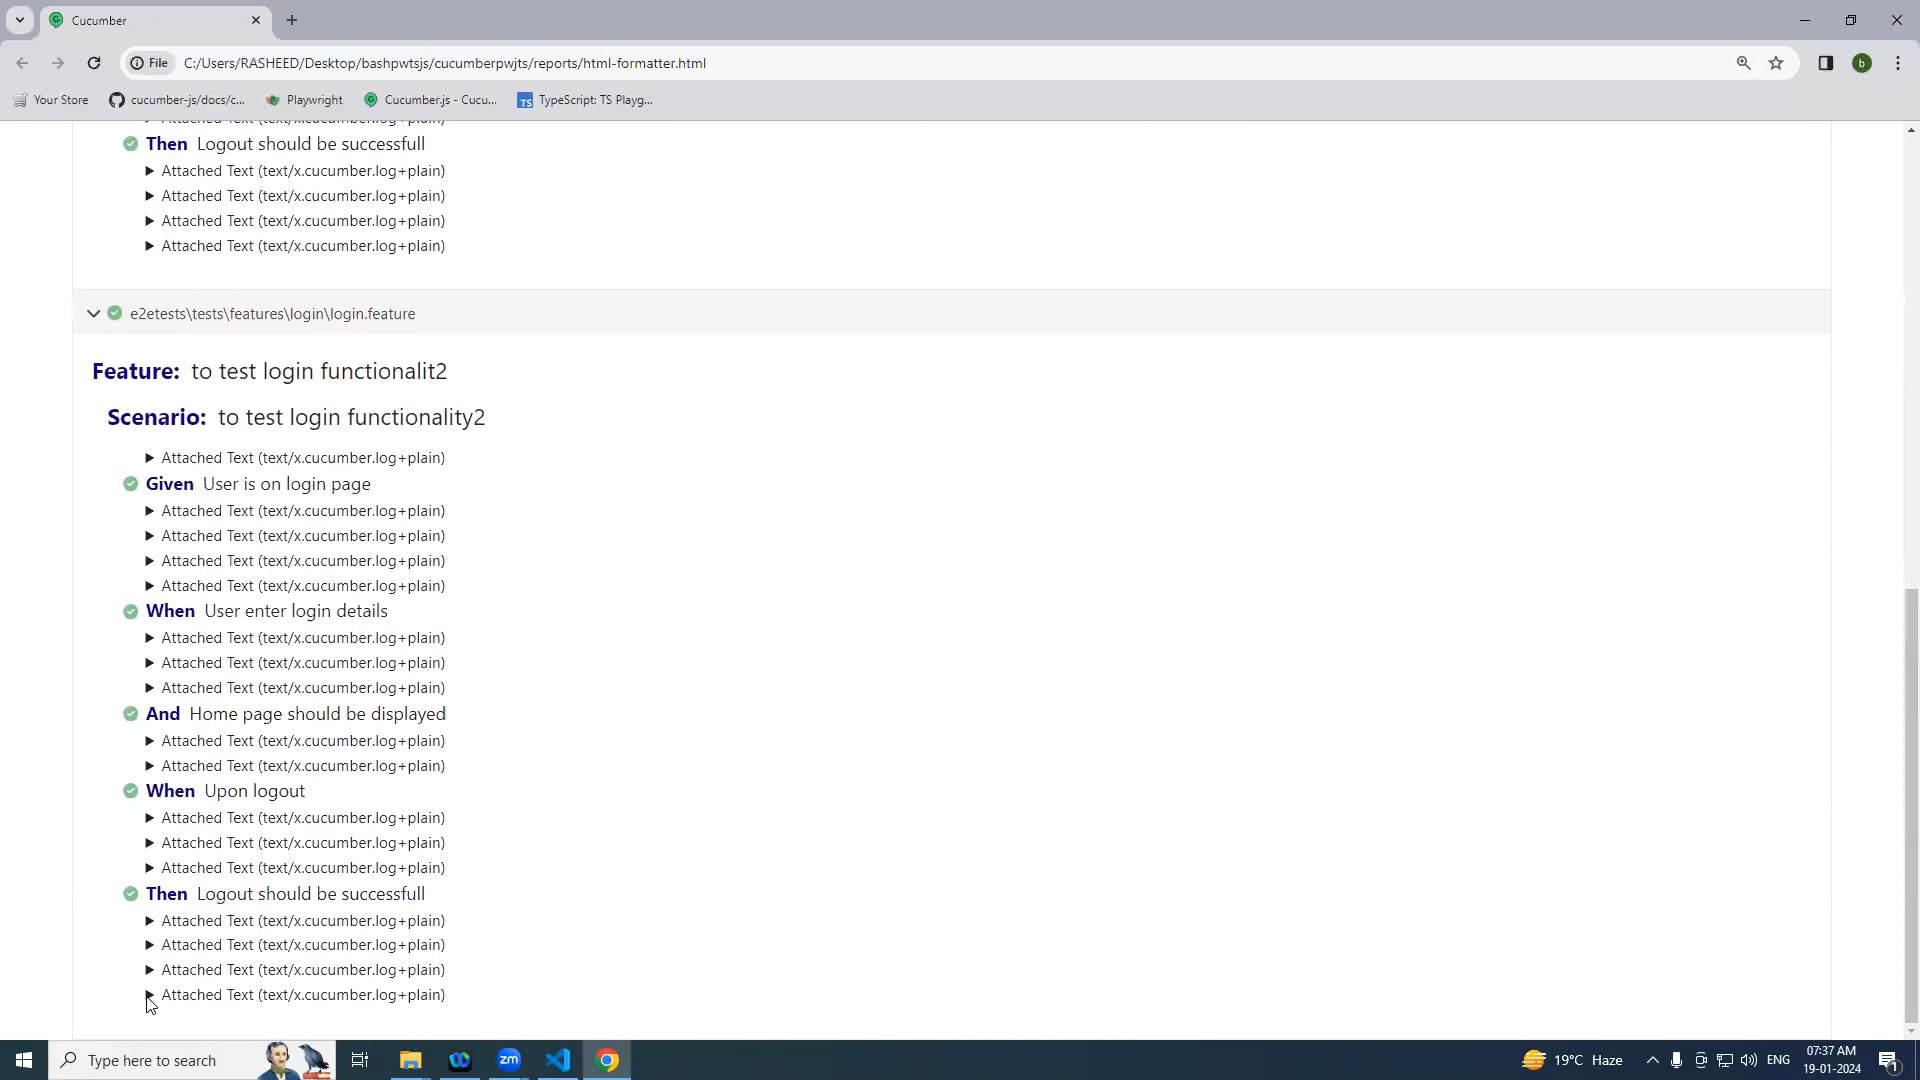 Cucumber
File
C:/Users/RASHEED/Desktop/bashpwtsjs/cucumberpwjts/reports/html-formatter.html
b
Your Store
cucumber-js/docs/c...
Playwright
Cucumber.js - Cucu...
TS
TypeScript: TS Playg...
Attached Text (text/x.cucumber.log+plain)
Then Logout should be successfull
Attached Text (text/x.cucumber.log+plain)
Attached Text (text/x.cucumber.log+plain)
Attached Text (text/x.cucumber.log+plain)
Attached Text (text/x.cucumber.log+plain)
e2etests\tests\features\login\login.feature
Feature: to test login functionalit2
Scenario: to test login functionality2
Attached Text (text/x.cucumber.log+plain)
Given User is on login page
Attached Text (text/x.cucumber.log+plain)
Attached Text (text/x.cucumber.log+plain)
Attached Text (text/x.cucumber.log+plain)
Attached Text (text/x.cucumber.log+plain)
When User enter login details
Attached Text (text/x.cucumber.log+plain)
Attached Text (text/x.cucumber.log+plain)
Attached Text (text/x.cucumber.log+plain)
And Home page should be displayed
Attached Text (text/x.cucumber.log+plain)
Attached Text (text/x.cucumber.log+plain)
When Upon logout
Attached Text (text/x.cucumber.log+plain)
Attached Text (text/x.cucumber.log+plain)
Attached Text (text/x.cucumber.log+plain)
Then Logout should be successfull
Attached Text (text/x.cucumber.log+plain)
Attached Text (text/x.cucumber.log+plain)
Attached Text (text/x.cucumber.log+plain)
Attached Text (text/x.cucumber.log+plain)
Type here to search
zm
19°C Haze
ENG
07:37 AM
19-01-2024
1